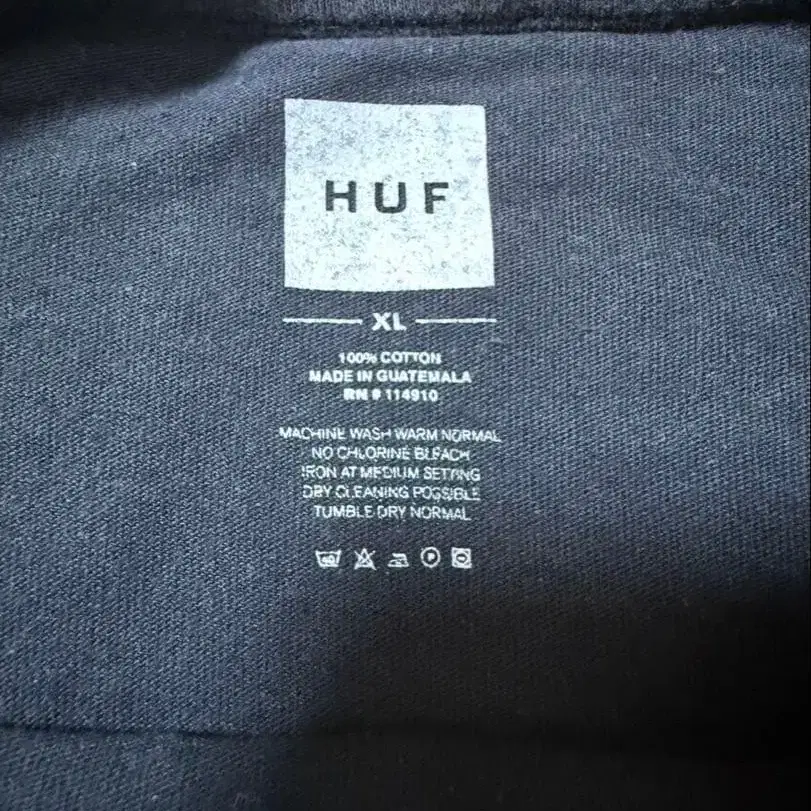 HUF
XL
100% COTTON
MADE IN GUATEMALA
RN # 114910
MACHINE WASH WARM NORMAL
NO CHLORINE BLEACH
IRON AT MEDIUM SETTING
DRY CLEANING POSSIBLE
TUMBLE DRY NORMAL